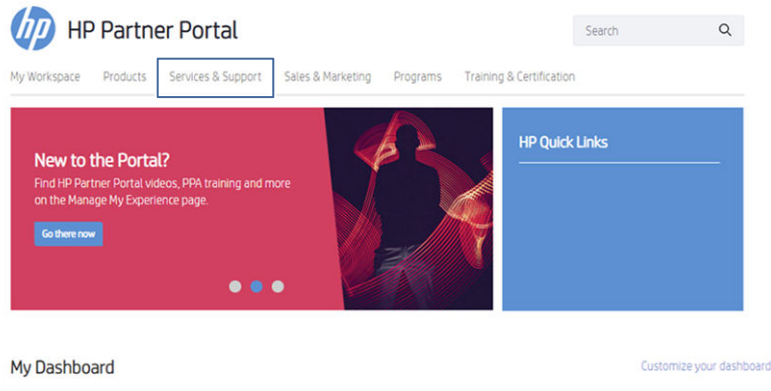 hp HP Partner Portal
Search
My Workspace Products Services & Support Sales & Marketing Programs Training & Certification
New to the Portal?
Find HP Partner Portal videos, PPA training and more
on the Manage My Experience page.
Go there now
HP Quick Links
My Dashboard
Customize your dashboard